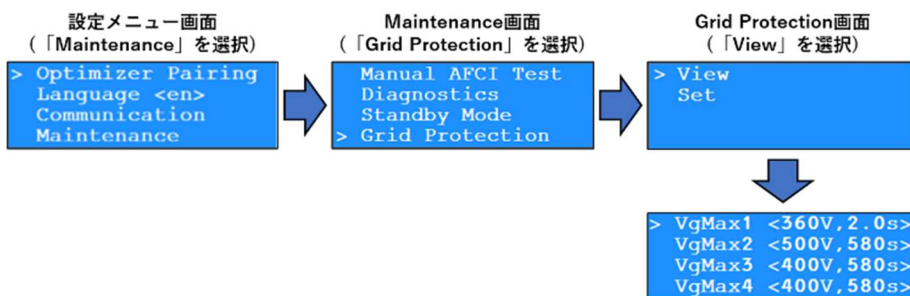 設定メニュー画面
(「Maintenance」を選択)
> Optimizer Pairing
Language <en>
Communication
Maintenance
Maintenance画面
(「Grid Protection」を選択)
Manual AFCI Test
Diagnostics
Standby Mode
> Grid Protection
Grid Protection画面
(「View」を選択)
> View
Set
> VgMax1 <360V,2.0s>
VgMax2 <500V,580s>
VgMax3 <400V,580s>
VgMax4 <400V,580s>